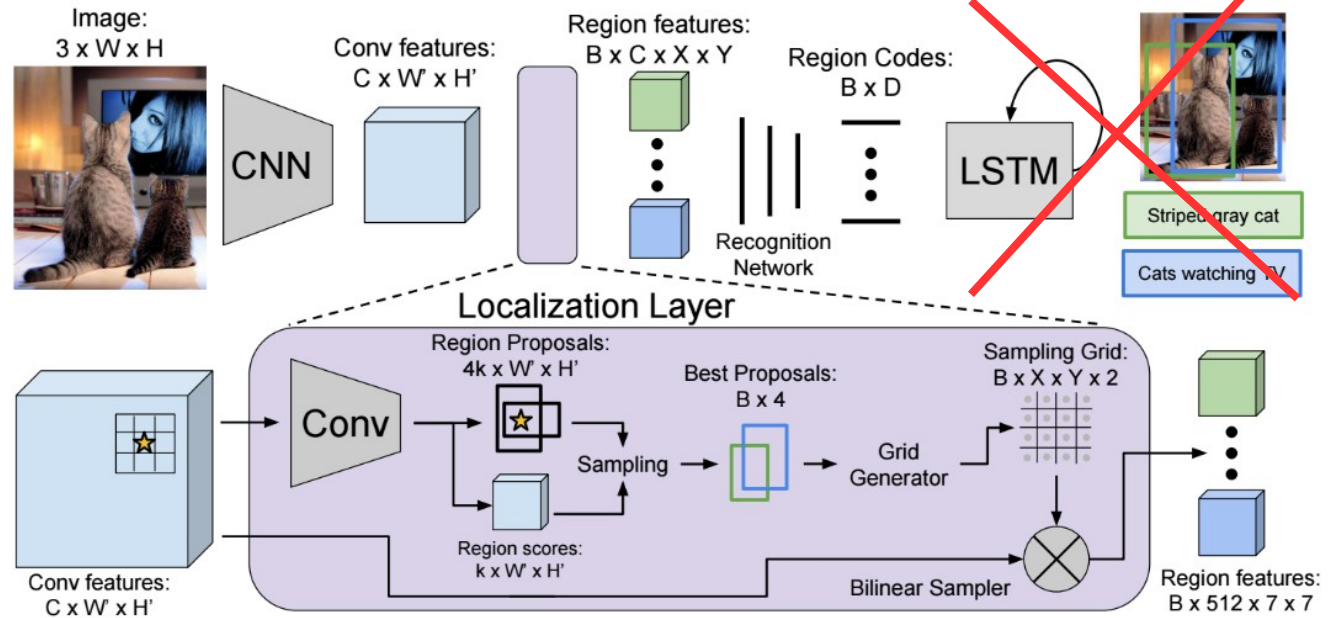 Image:
3 x W x H
Conv features:
C x W' x H'
Region features:
B x C x X x Y
Region Codes:
B x D
CNN
LSTM
Recognition
Network
Striped gray cat
Cats watching TV
Localization Layer
Region Proposals:
4k x W' x H'
Conv
Sampling
Region scores:
k x W' x H'
Best Proposals:
B x 4
Grid
Generator
Sampling Grid:
B x X x Y x 2
Bilinear Sampler
Conv features:
C x W' x H'
Region features:
B x 512 x 7 x 7